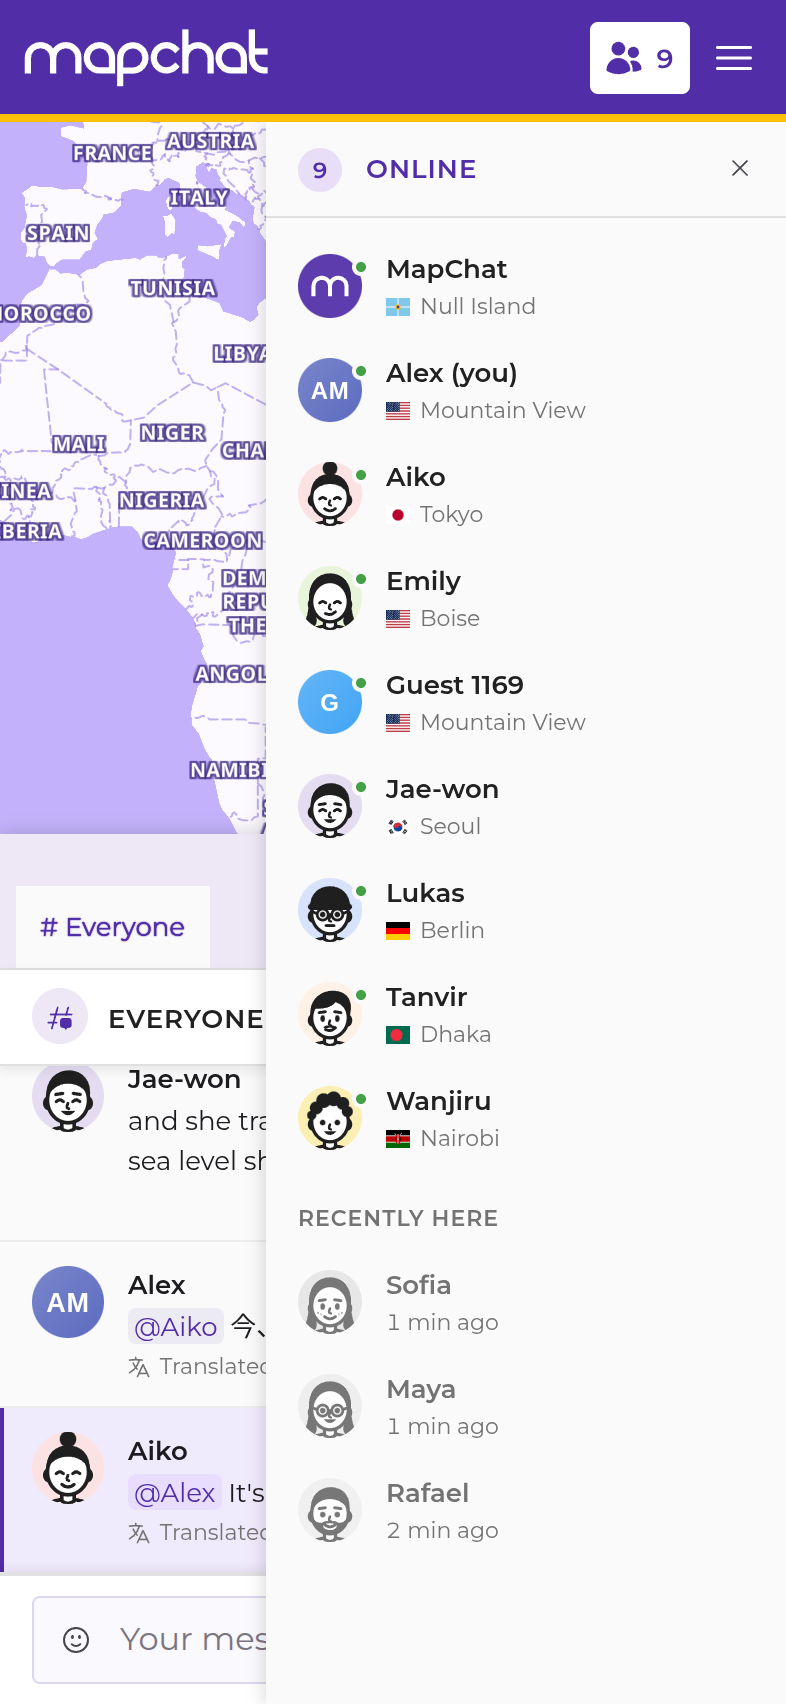 mapchat
9
FRANCE
AUSTRIA
ITALY
SPAIN
TUNISIA
MOROCCO
LIBYA
MALI
NIGER
CHA
INEA
NIGERIA
BERIA
CAMEROON
DEM
REPU
THE
ANGOL
NAMIBI
# Everyone
EVERYONE
Jae-won
and she tra
sea level sh
Alex
AM
@Aiko 今、
Translated
Aiko
@Alex It's
Translated
Your mes
9 ONLINE
MapChat
m
Null Island
Alex (you)
AM
Mountain View
Aiko
Tokyo
Emily
Boise
Guest 1169
G
Mountain View
Jae-won
Seoul
Lukas
Berlin
Tanvir
Dhaka
Wanjiru
Nairobi
RECENTLY HERE
Sofia
1 min ago
Maya
1 min ago
Rafael
2 min ago